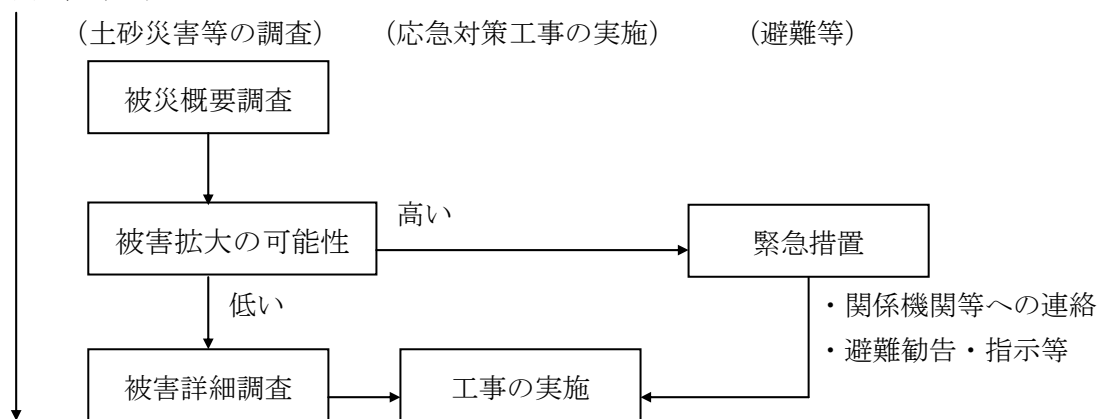 (土砂災害等の調査) (応急対策工事の実施) (避難等)
被災概要調査
高い
被害拡大の可能性 緊急措置
低い ・関係機関等への連絡
・避難勧告・指示等
被害詳細調査 工事の実施